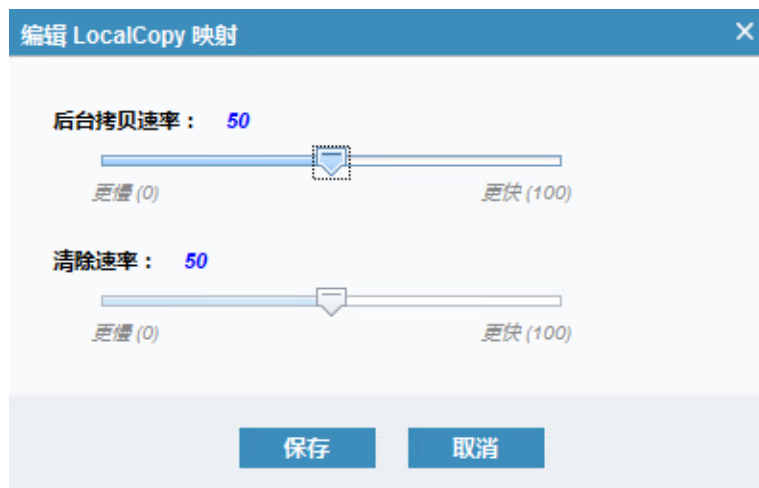 编辑 LocalCopy 映射
后台拷贝速率： 50
更慢 (0) 更快 (100)
清除速率： 50
更慢 (0) 更快 (100)
保存 取消